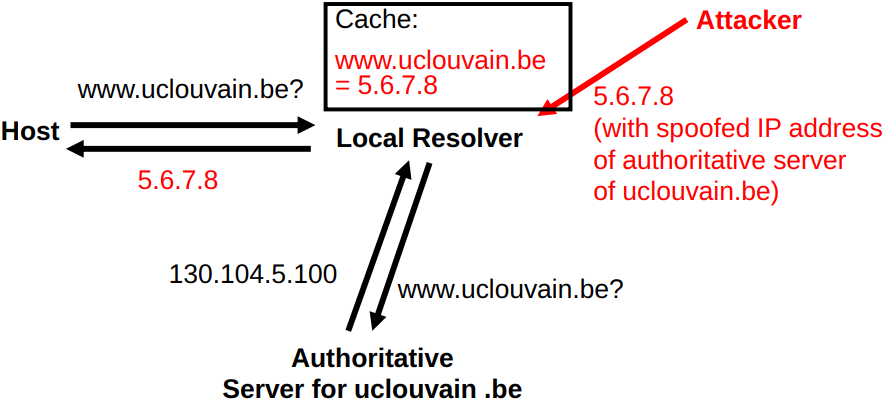 Cache:
www.uclouvain.be
= 5.6.7.8
Attacker
www.uclouvain.be?
5.6.7.8
(with spoofed IP address
of authoritative server
of uclouvain.be)
Host
Local Resolver
5.6.7.8
130.104.5.100
www.uclouvain.be?
Authoritative
Server for uclouvain .be